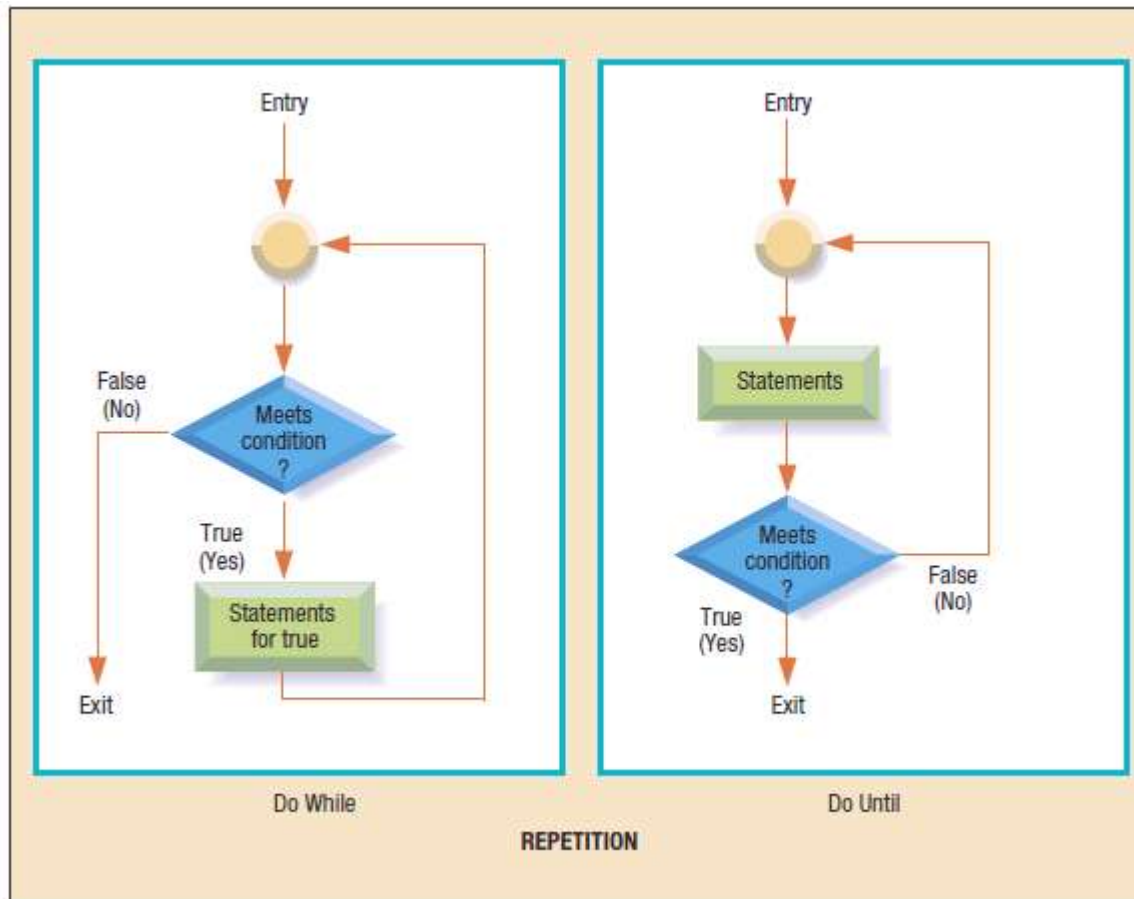 Entry
False
(No)
Meets
condition
?
True
(Yes)
Statements
for true
Exit
Do While
Entry
Statements
Meets
condition
?
False
(No)
True
(Yes)
Exit
Do Until
REPETITION